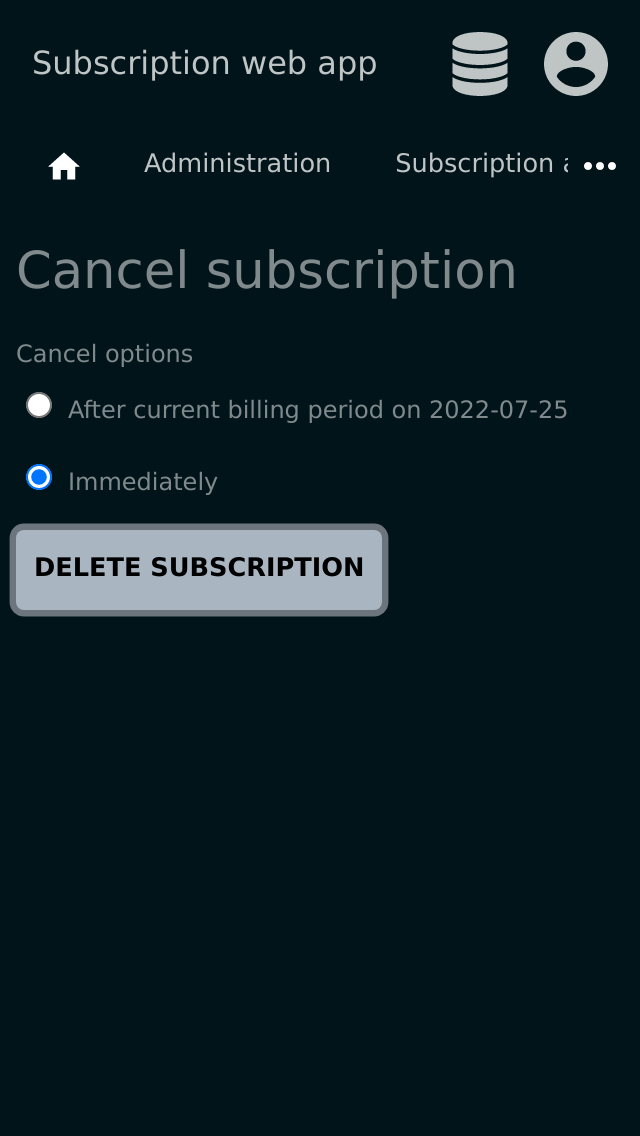 Subscription web app
Administration
Subscription
Cancel subscription
Cancel options
After current billing period on 2022-07-25
Immediately
DELETE SUBSCRIPTION